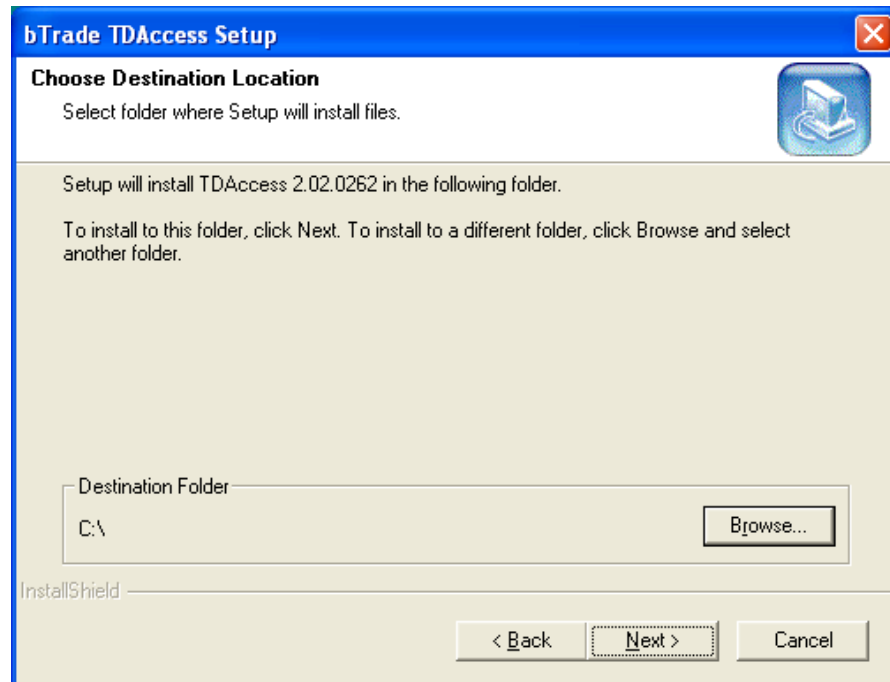 bTrade TDAccess Setup
Choose Destination Location
Select folder where Setup will install files.
Setup will install TDAccess 2.02.0262 in the following folder.
To install to this folder, click Next. To install to a different folder, click Browse and select
another folder.
Destination Folder
C:\
Browse...
InstallShield
< Back
Next >
Cancel